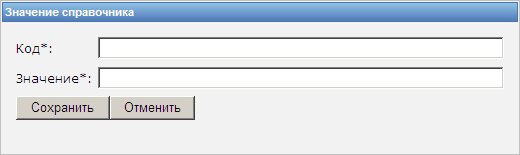 Значение справочника
Код*:
Значение*:
Сохранить Отменить